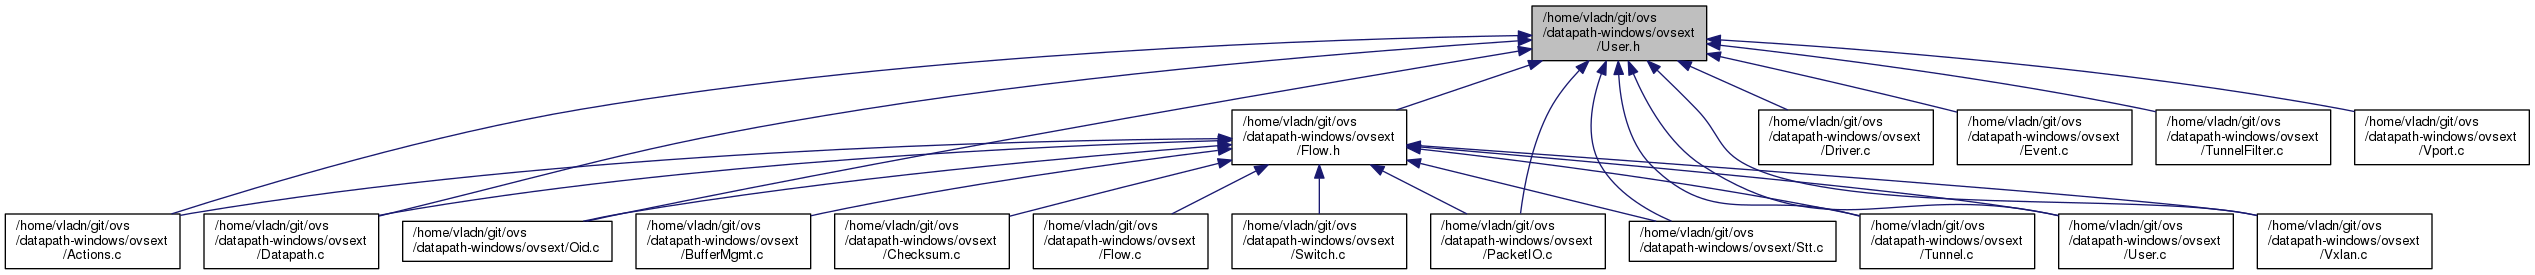 /home/vladn/git/ovs
/datapath-windows/ovsext
/User.h
/home/vladn/git/ovs
/datapath-windows/ovsext
/Flow.h
/home/vladn/git/ovs
/datapath-windows/ovsext
/Driver.c
/home/vladn/git/ovs
/datapath-windows/ovsext
/Event.c
/home/vladn/git/ovs
/datapath-windows/ovsext
/TunnelFilter.c
/home/vladn/git/ovs
/datapath-windows/ovsext
/Vport.c
/home/vladn/git/ovs
/datapath-windows/ovsext
/Actions.c
/home/vladn/git/ovs
/datapath-windows/ovsext
/Datapath.c
/home/vladn/git/ovs
/datapath-windows/ovsext/Oid.c
/home/vladn/git/ovs
/datapath-windows/ovsext
/BufferMgmt.c
/home/vladn/git/ovs
/datapath-windows/ovsext
/Checksum.c
/home/vladn/git/ovs
/datapath-windows/ovsext
/Flow.c
/home/vladn/git/ovs
/datapath-windows/ovsext
/Switch.c
/home/vladn/git/ovs
/datapath-windows/ovsext
/PacketIO.c
/home/vladn/git/ovs
/datapath-windows/ovsext/Stt.c
/home/vladn/git/ovs
/datapath-windows/ovsext
/Tunnel.c
/home/vladn/git/ovs
/datapath-windows/ovsext
/User.c
/home/vladn/git/ovs
/datapath-windows/ovsext
/Vxlan.c